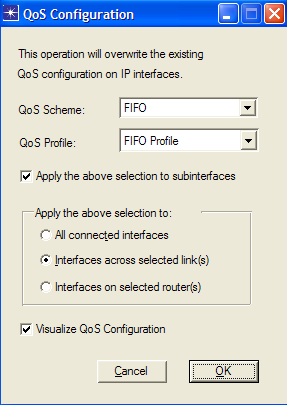 QoS Configuration
This operation will overwrite the existing
QoS configuration on IP interfaces.
QoS Scheme: FIFO
QoS Profile: FIFO Profile
Apply the above selection to subinterfaces
Apply the above selection to:
All connected interfaces
Interfaces across selected link(s)
Interfaces on selected router(s)
Visualize QoS Configuration
Cancel OK